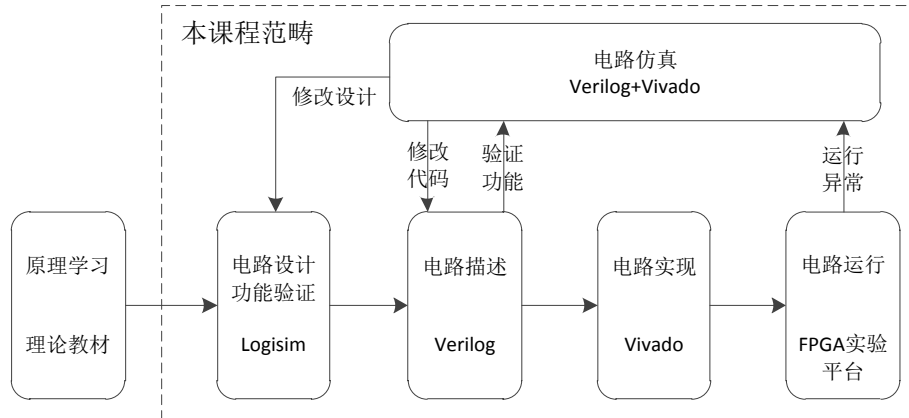 本课程范畴
电路仿真
Verilog+Vivado
修改设计
修改
代码
验证
功能
运行
异常
原理学习
理论教材
电路设计
功能验证
Logisim
电路描述
Verilog
电路实现
Vivado
电路运行
FPGA实验
平台